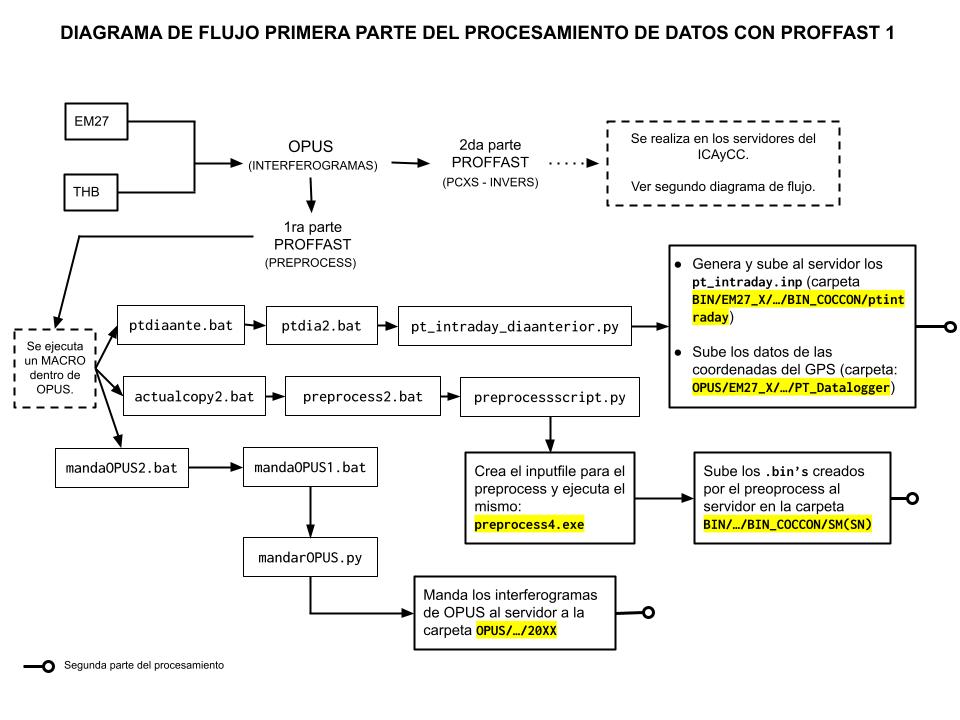 DIAGRAMA DE FLUJO PRIMERA PARTE DEL PROCESAMIENTO DE DATOS CON PROFFAST 1
EM27
THB
OPUS
(INTERFEROGRAMAS)
2da parte
PROFFAST
(PCXS - INVERS)
Se realiza en los servidores del
ICAyCC.
Ver segundo diagrama de flujo.
1ra parte
PROFFAST
(PREPROCESS)
Se ejecuta
un MACRO
dentro de
OPUS.
ptdiaante.bat
ptdia2.bat
pt_intraday_diaanterior.py
● Genera y sube al servidor los
pt_intraday.inp (carpeta
BIN/EM27_X/…/BIN_COCCON/ptint
raday)
● Sube los datos de las
coordenadas del GPS (carpeta:
OPUS/EM27_X/…/PT_Datalogger)
actualcopy2.bat
preprocess2.bat
preprocessscript.py
mandaOPUS2.bat
mandaOPUS1.bat
Crea el inputfile para el
preprocess y ejecuta el
mismo:
preprocess4.exe
Sube los .bin’s creados
por el preoprocess al
servidor en la carpeta
BIN/…/BIN_COCCON/SM(SN)
mandarOPUS.py
Manda los interferogramas
de OPUS al servidor a la
carpeta OPUS/…/20XX
Segunda parte del procesamiento